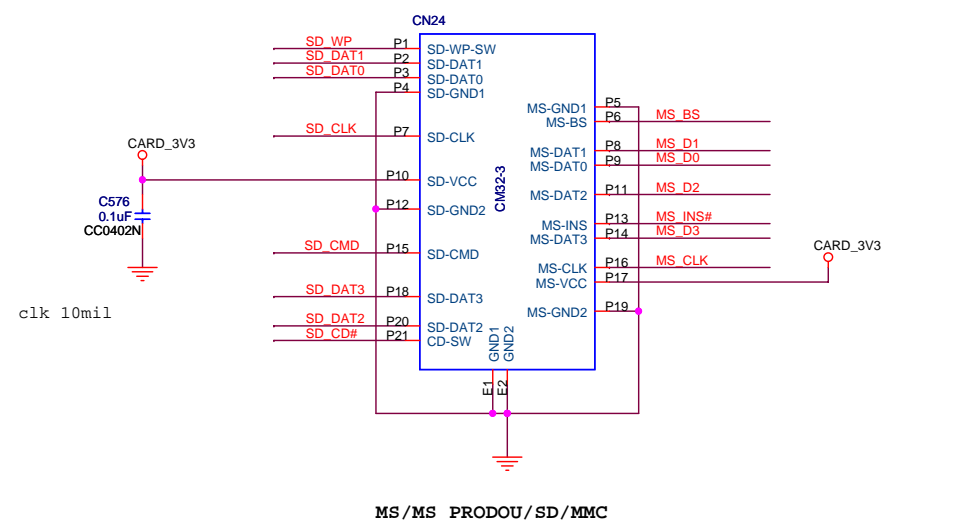 CN24
SD_WP P1 SD-WP-SW
SD_DAT1 P2 SD-DAT1
SD_DAT0 P3 SD-DAT0
P4 SD-GND1
MS-GND1 P5
MS-BS P6 MS_BS
SD_CLK P7 SD-CLK
MS-DAT1 P8 MS_D1
MS-DAT0 P9 MS_D0
CARD_3V3
P10 SD-VCC
MS-DAT2 P11 MS_D2
C576
0.1uF
CC0402N
P12 SD-GND2
CM32-3
MS-INS P13 MS_INS#
MS-DAT3 P14 MS_D3
SD_CMD P15 SD-CMD
MS-CLK P16 MS_CLK
MS-VCC P17
CARD_3V3
SD_DAT3 P18 SD-DAT3
clk 10mil
MS-GND2 P19
SD_DAT2 P20 SD-DAT2
SD_CD# P21 CD-SW
GND1
GND2
E1
E2
MS/MS PRODOU/SD/MMC